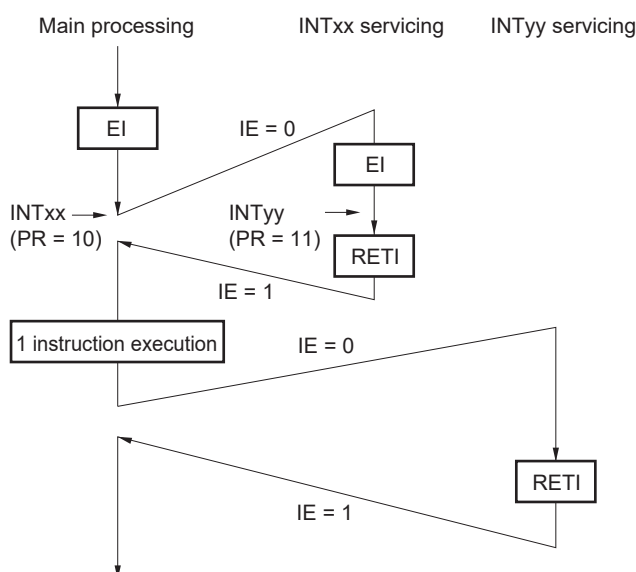 Main processing
INTxx servicing
INTyy servicing
EI
IE = 0
EI
INTxx
(PR = 10)
INTyy
(PR = 11)
RETI
IE = 1
1 instruction execution
IE = 0
RETI
IE = 1